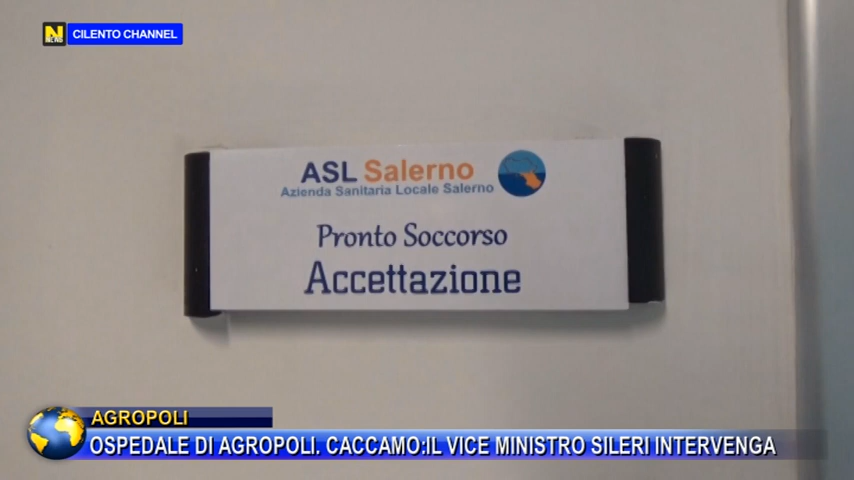 CILENTO CHANNEL
ASL Salerno
Azienda Sanitaria Locale Salerno
Pronto Soccorso
Accettazione
AGROPOLI
OSPEDALE DI AGROPOLI. CACCAMO:IL VICE MINISTRO SILERI INTERVENGA